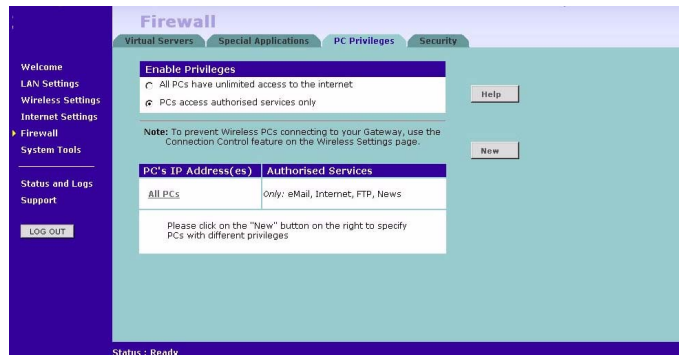 Firewall
Virtual Servers Special Applications PC Privileges Security
Welcome
LAN Settings
Wireless Settings
Internet Settings
Firewall
System Tools
Status and Logs
Support
LOG OUT
Enable Privileges
All PCs have unlimited access to the internet
PCs access authorised services only
Note: To prevent Wireless PCs connecting to your Gateway, use the
Connection Control feature on the Wireless Settings page.
PC's IP Address(es) Authorised Services
All PCs Only: eMail, Internet, FTP, News
Please click on the "New" button on the right to specify
PCs with different privileges
Help
New
Status : Ready